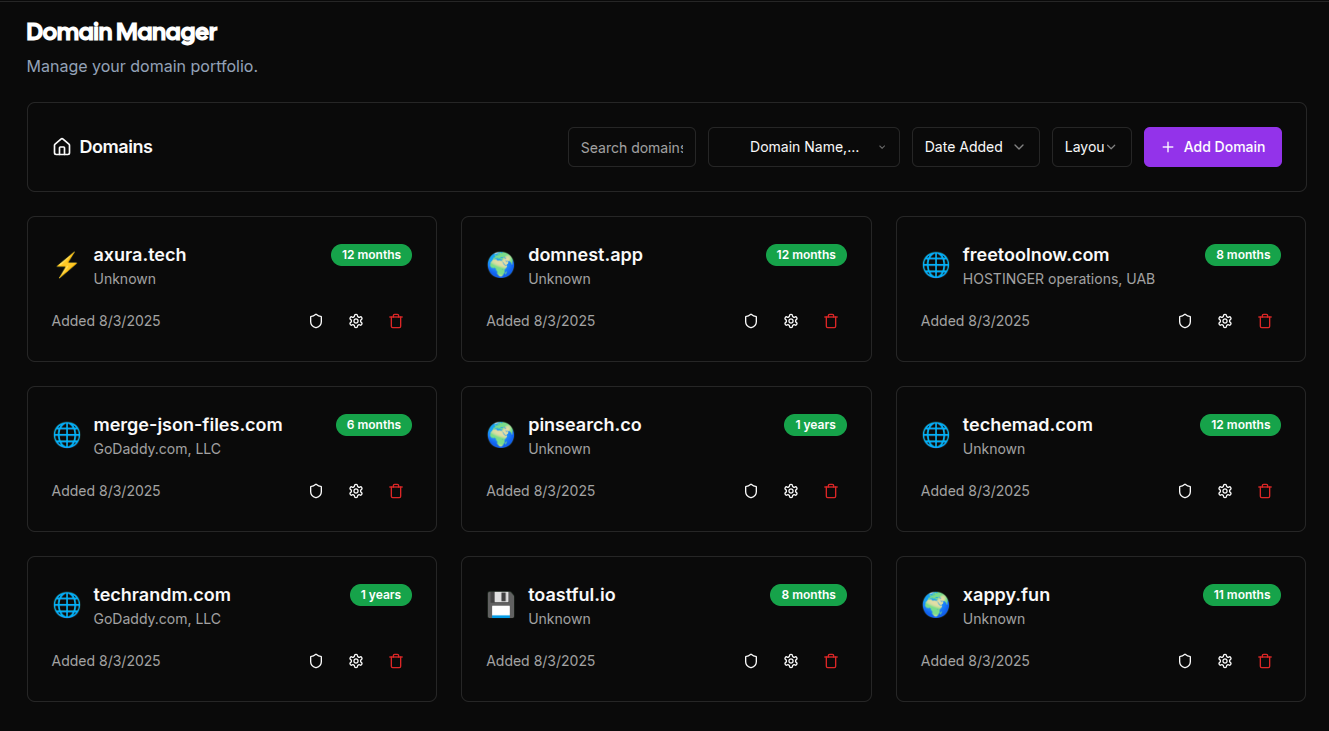 Domain Manager
Manage your domain portfolio.
Domains
Search domains
Domain Name,...
Date Added
Layou
+ Add Domain
axura.tech
12 months
Unknown
Added 8/3/2025
domnest.app
12 months
Unknown
Added 8/3/2025
freetoolnow.com
8 months
HOSTINGER operations, UAB
Added 8/3/2025
merge-json-files.com
6 months
GoDaddy.com, LLC
Added 8/3/2025
pinsearch.co
1 years
Unknown
Added 8/3/2025
techemad.com
12 months
Unknown
Added 8/3/2025
techrandm.com
1 years
GoDaddy.com, LLC
Added 8/3/2025
toastful.io
8 months
Unknown
Added 8/3/2025
xappy.fun
11 months
Unknown
Added 8/3/2025